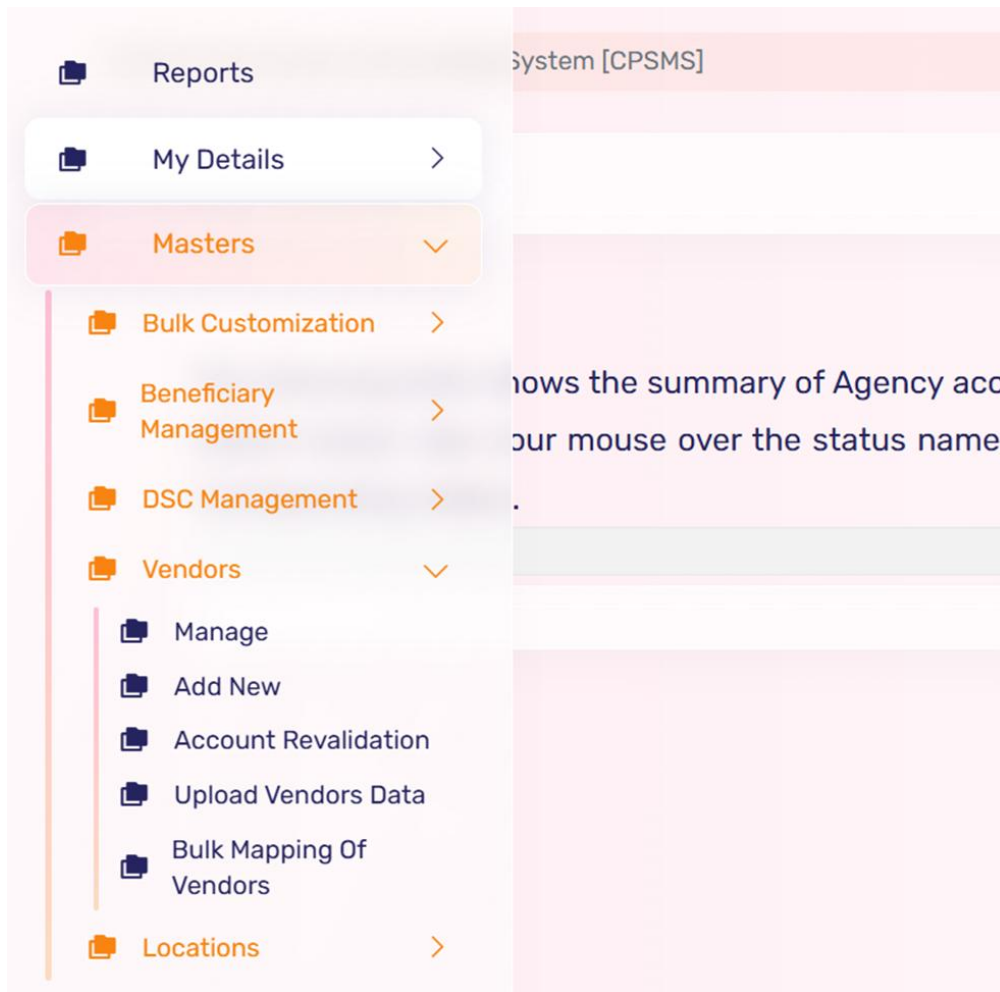 Reports
System [CPSMS]
My Details
Masters
Bulk Customization
Beneficiary
Management
hows the summary of Agency acc
our mouse over the status name
DSC Management
.
Vendors
Manage
Add New
Account Revalidation
Upload Vendors Data
Bulk Mapping Of
Vendors
Locations